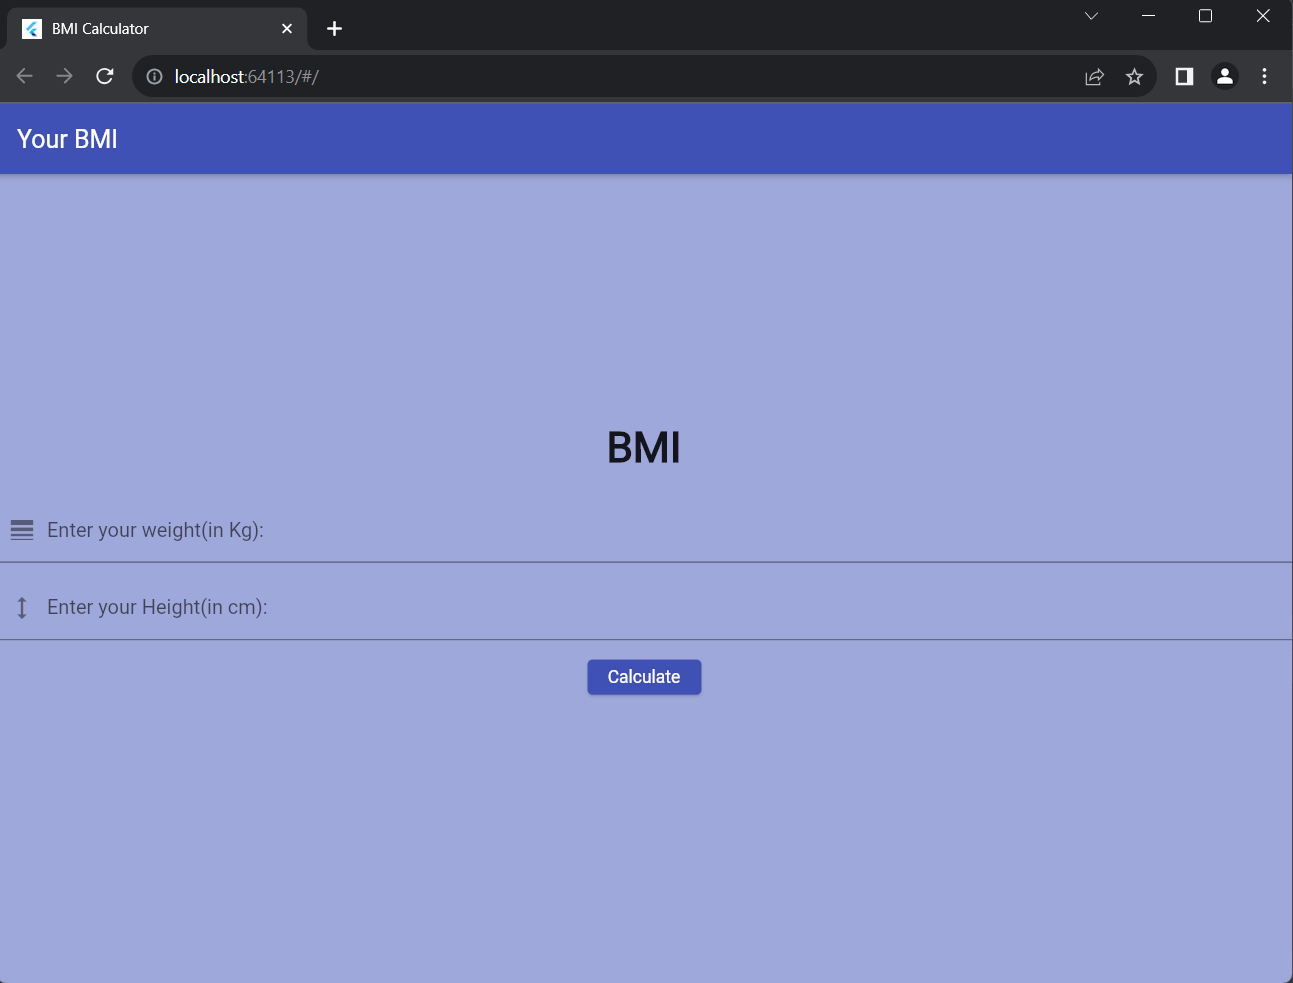 BMI Calculator
localhost:64113/#/
Your BMI
BMI
Enter your weight(in Kg):
Enter your Height(in cm):
Calculate